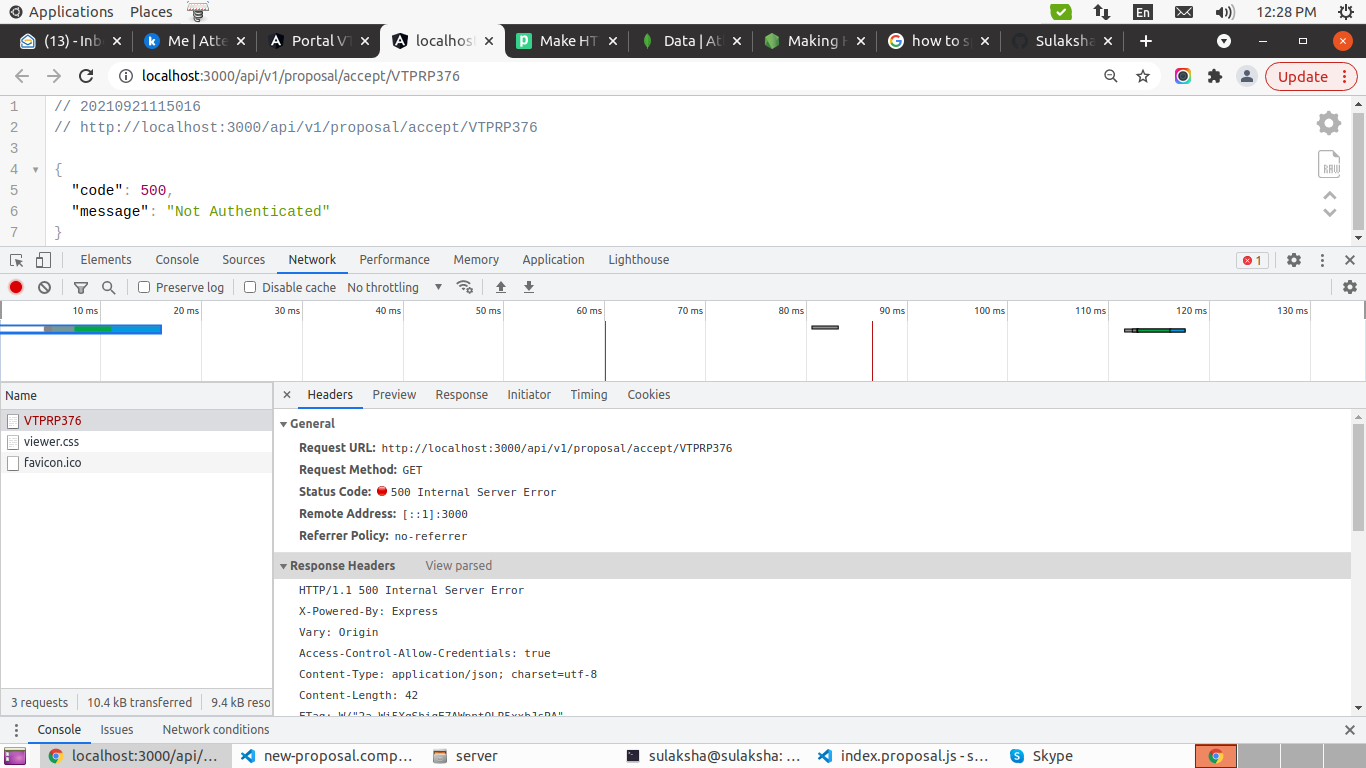 Applications Places En 12:28 PM
(13) - Inb Me | Atte Portal VT localhos Make HT Data | At Making H how to s Sulaksha
localhost:3000/api/v1/proposal/accept/VTPRP376 Update
1 // 20210921115016
2 // http://localhost:3000/api/v1/proposal/accept/VTPRP376
3
4 {
5 "code": 500,
6 "message": "Not Authenticated"
7 }
RAW
Elements Console Sources Network Performance Memory Application Lighthouse 1
Preserve log Disable cache No throttling
10 ms 20 ms 30 ms 40 ms 50 ms 60 ms 70 ms 80 ms 90 ms 100 ms 110 ms 120 ms 130 ms
Name
VTPRP376
viewer.css
favicon.ico
Headers Preview Response Initiator Timing Cookies
General
Request URL: http://localhost:3000/api/v1/proposal/accept/VTPRP376
Request Method: GET
Status Code: 500 Internal Server Error
Remote Address: [::1]:3000
Referrer Policy: no-referrer
Response Headers View parsed
HTTP/1.1 500 Internal Server Error
X-Powered-By: Express
Vary: Origin
Access-Control-Allow-Credentials: true
Content-Type: application/json; charset=utf-8
Content-Length: 42
ETag:
3 requests 10.4 kB transferred 9.4 kB reso
Console Issues Network conditions
localhost:3000/api/... new-proposal.comp... server sulaksha@sulaksha: ... index.proposal.js - s... Skype